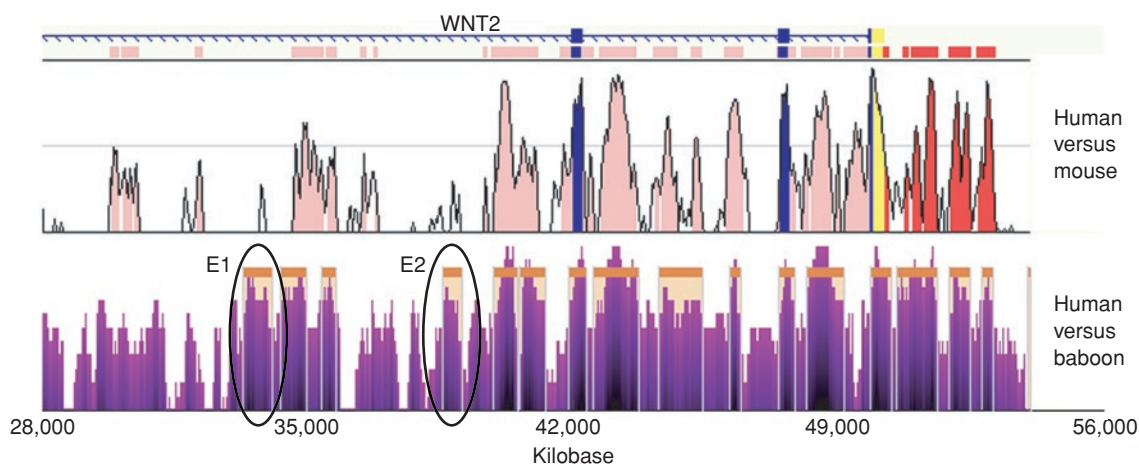 WNT2
Human
versus
mouse
E1
E2
Human
versus
baboon
28,000
35,000
42,000
49,000
56,000
Kilobase